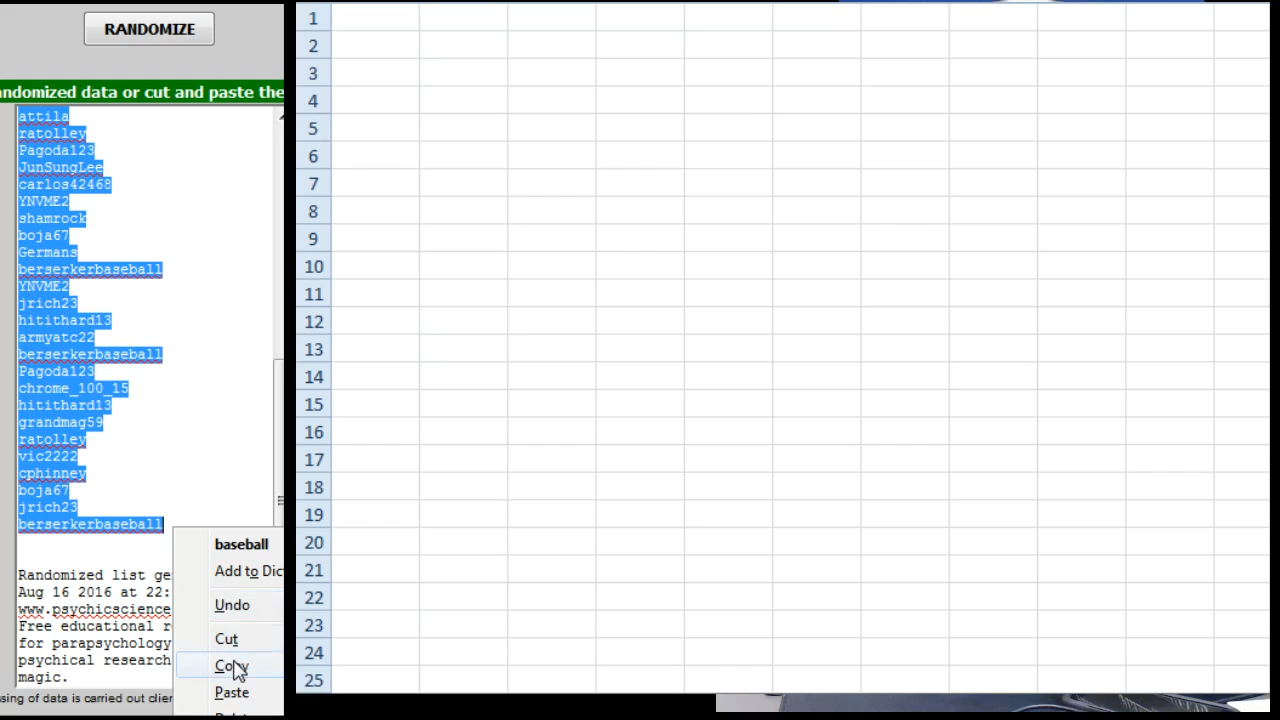 RANDOMIZE
andomized data or cut and paste the
attila
ratolley
Pagoda123
JunSungLee
carlos42468
YNVME2
shamrock
boja67
Germans
berserkerbaseball
YNVME2
jrich23
hitithard13
armyatc22
berserkerbaseball
Pagoda123
chrome_100_15
hitithard13
grandmag59
ratolley
vic2222
cphinney
boja67
jrich23
berserkerbaseball
baseball
Add to Dic
Undo
Cut
Copy
Paste
Randomized list ge
Aug 16 2016 at 22:
www.psychicscience
Free educational r
for parapsychology
psychical research
magic.
sing of data is carried out clien
1
2
3
4
5
6
7
8
9
10
11
12
13
14
15
16
17
18
19
20
21
22
23
24
25